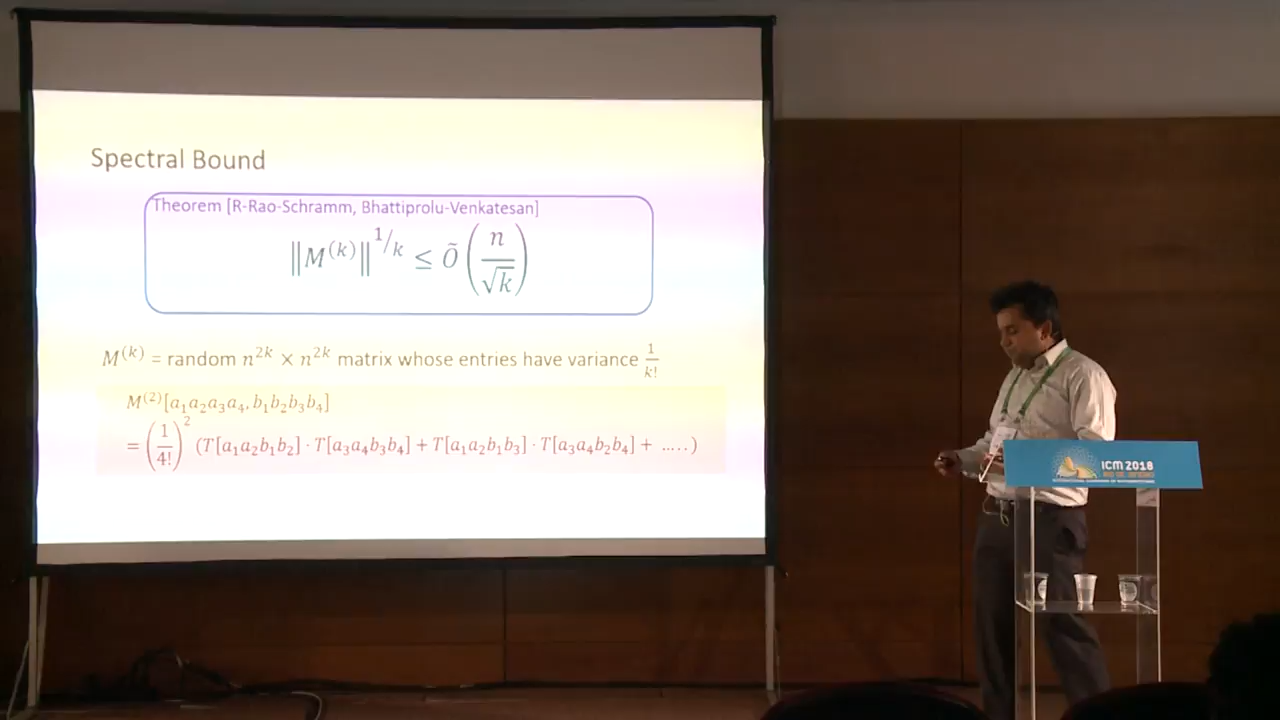 Spectral Bound
Theorem [R-Rao-Schramm, Bhattiprolu-Venkatesan]
‖M^(k)‖^{1/k} ≤ Õ(n/√k)
M^(k) = random n^{2k} × n^{2k} matrix whose entries have variance 1/k!
M^(2)[a₁a₂a₃a₄, b₁b₂b₃b₄]
= (1/4!)² (T[a₁a₂b₁b₂] · T[a₃a₄b₃b₄] + T[a₁a₂b₁b₃] · T[a₃a₄b₂b₄] + .....)
ICM 2018